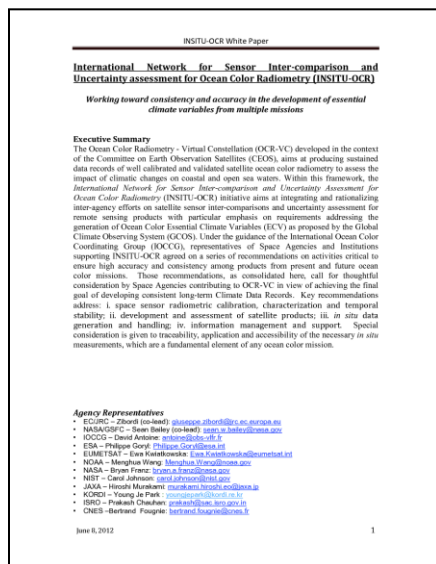 INSITU-OCR White Paper
International Network for Sensor Inter-comparison and
Uncertainty assessment for Ocean Color Radiometry (INSITU-OCR)
Working toward consistency and accuracy in the development of essential
climate variables from multiple missions
Executive Summary
The Ocean Color Radiometry - Virtual Constellation (OCR-VC) developed in the context
of the Committee on Earth Observation Satellites (CEOS), aims at producing sustained
data records of well calibrated and validated satellite ocean color radiometry to assess the
impact of climatic changes on coastal and open sea waters. Within this framework, the
International Network for Sensor Inter-comparison and Uncertainty Assessment for
Ocean Color Radiometry (INSITU-OCR) initiative aims at integrating and rationalizing
inter-agency efforts on satellite sensor inter-comparisons and uncertainty assessment for
remote sensing products with particular emphasis on requirements addressing the
generation of Ocean Color Essential Climate Variables (ECV) as proposed by the Global
Climate Observing System (GCOS). Under the guidance of the International Ocean Color
Coordinating Group (IOCCG), representatives of Space Agencies and Institutions
supporting INSITU-OCR agreed on a series of recommendations on activities critical to
ensure high accuracy and consistency among products from present and future ocean
color missions. Those recommendations, as consolidated here, call for thoughtful
consideration by Space Agencies contributing to OCR-VC in view of achieving the final
goal of developing consistent long-term Climate Data Records. Key recommendations
address: i. space sensor radiometric calibration, characterization and temporal
stability; ii. development and assessment of satellite products; iii. in situ data
generation and handling; iv. information management and support. Special
consideration is given to traceability, application and accessibility of the necessary in situ
measurements, which are a fundamental element of any ocean color mission.
Agency Representatives
• EC/JRC – Zibordi (co-lead): giuseppe.zibordi@jrc.ec.europa.eu
• NASA/GSFC – Sean Bailey (co-lead): sean.w.bailey@nasa.gov
• IOCCG – David Antoine: antoine@obs-vlfr.fr
• ESA – Philippe Goryl: Philippe.Goryl@esa.int
• EUMETSAT – Ewa Kwiatkowska: Ewa.Kwiatkowska@eumetsat.int
• NOAA – Menghua Wang: Menghua.Wang@noaa.gov
• NASA – Bryan Franz: bryan.a.franz@nasa.gov
• NIST – Carol Johnson: carol.johnson@nist.gov
• JAXA – Hiroshi Murakami: murakami.hiroshi.eo@jaxa.jp
• KORDI – Young Je Park : youngjepark@kordi.re.kr
• ISRO – Prakash Chauhan: prakash@sac.isro.gov.in
• CNES –Bertrand Fougnie: bertrand.fougnie@cnes.fr
June 8, 2012 1